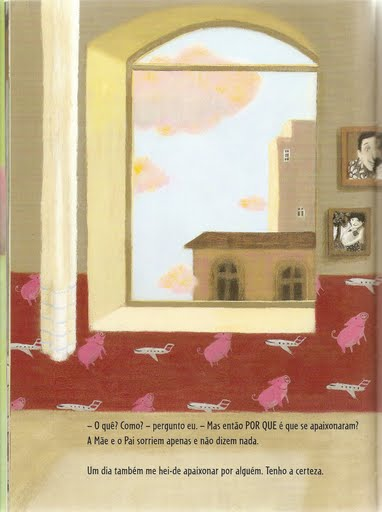 – O quê? Como? – pergunto eu. – Mas então POR QUE é que se apaixonaram?
A Mãe e o Pai sorriem apenas e não dizem nada.
Um dia também me hei-de apaixonar por alguém. Tenho a certeza.